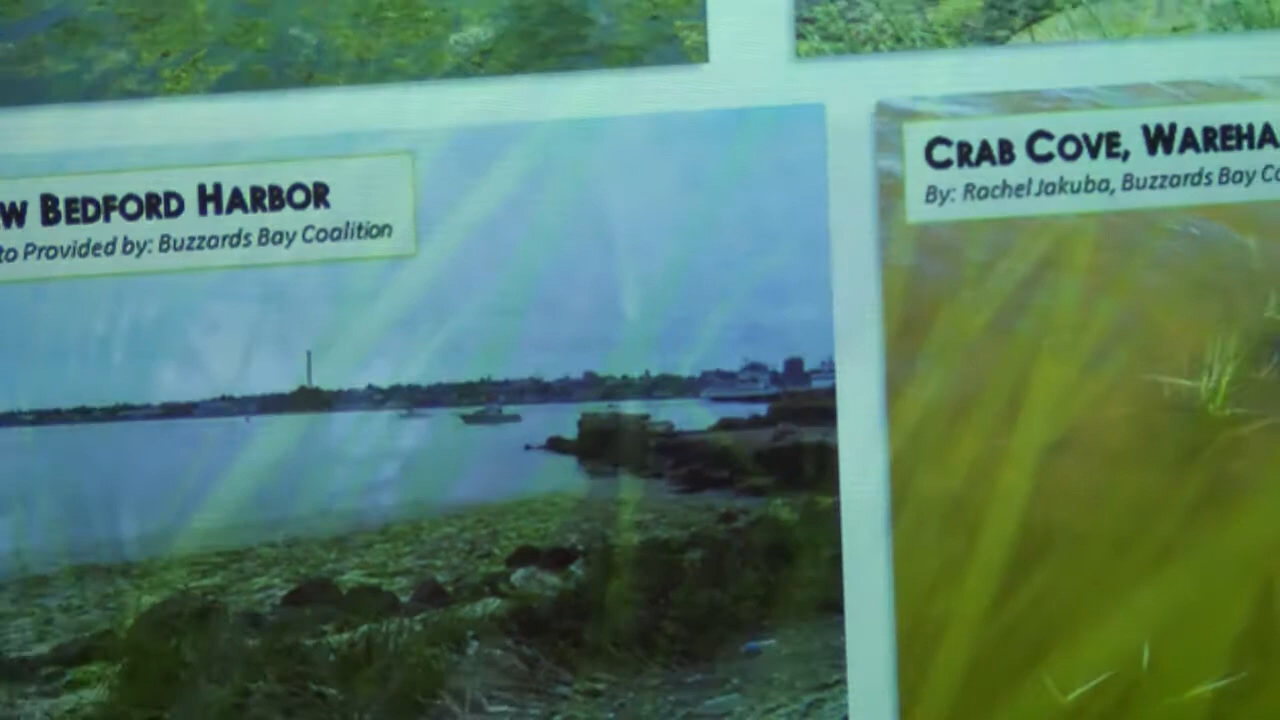 W BEDFORD HARBOR
to Provided by: Buzzards Bay Coalition
CRAB COVE, WAREHA
By: Rachel Jakuba, Buzzards Bay Co